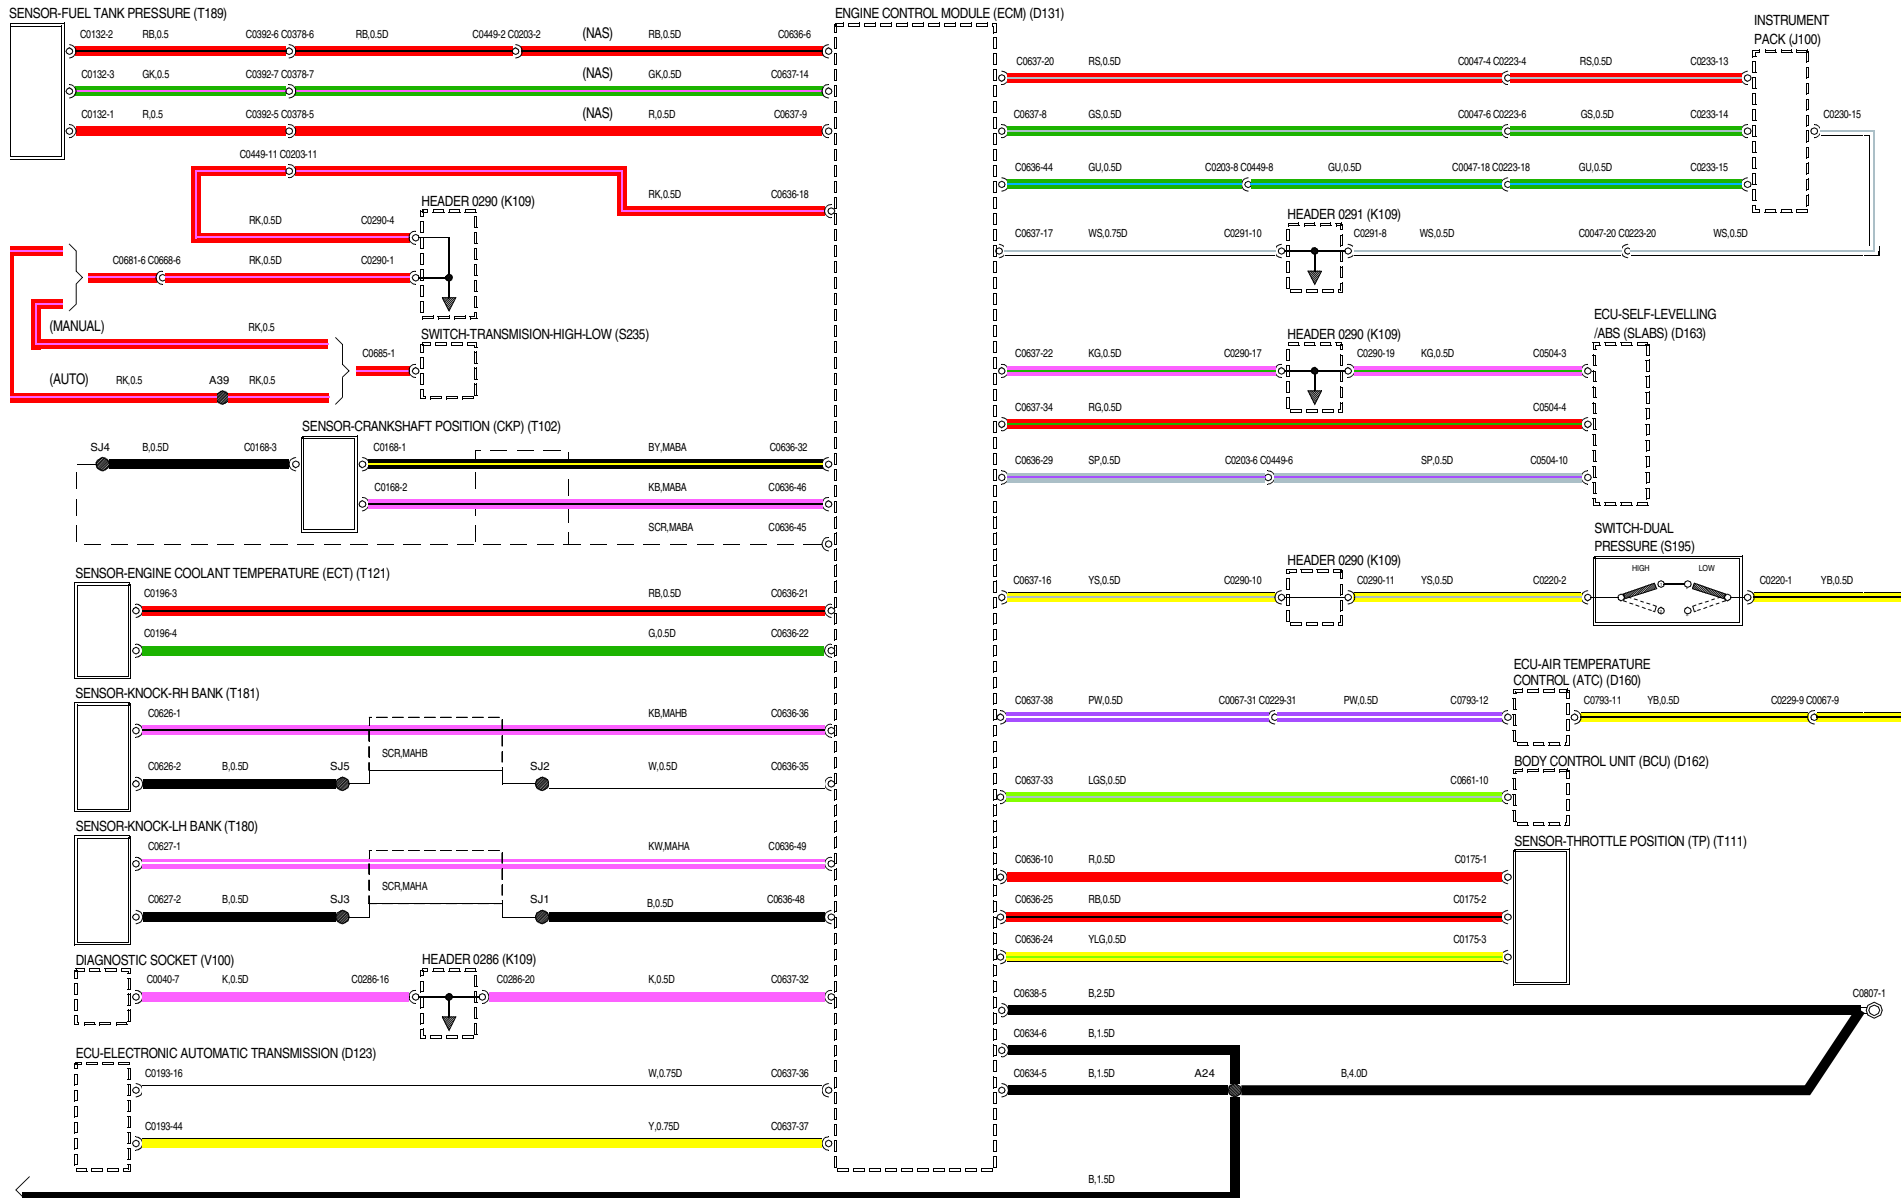 SENSOR-FUEL TANK PRESSURE (T189)
C0132-2 RB,0.5 C0392-6 C0378-6 RB,0.5D C0449-2 C0203-2 (NAS) RB,0.5D C0636-6
C0132-3 GK,0.5 C0392-7 C0378-7 (NAS) GK,0.5D C0637-14
C0132-1 R,0.5 C0392-5 C0378-5 (NAS) R,0.5D C0637-9
C0449-11 C0203-11
RK,0.5D C0636-18
HEADER 0290 (K109)
RK,0.5D C0290-4
C0681-6 C0668-6 RK,0.5D C0290-1
(MANUAL) RK,0.5
SWITCH-TRANSMISION-HIGH-LOW (S235)
C0685-1
(AUTO) RK,0.5 A39 RK,0.5
SENSOR-CRANKSHAFT POSITION (CKP) (T102)
SJ4 B,0.5D C0168-3 C0168-1 BY,MABA C0636-32
C0168-2 KB,MABA C0636-46
SCR,MABA C0636-45
SENSOR-ENGINE COOLANT TEMPERATURE (ECT) (T121)
C0196-3 RB,0.5D C0636-21
C0196-4 G,0.5D C0636-22
SENSOR-KNOCK-RH BANK (T181)
C0626-1 KB,MAHB C0636-36
SCR,MAHB
C0626-2 B,0.5D SJ5 SJ2 W,0.5D C0636-35
SENSOR-KNOCK-LH BANK (T180)
C0627-1 KW,MAHA C0636-49
SCR,MAHA
C0627-2 B,0.5D SJ3 SJ1 B,0.5D C0636-48
DIAGNOSTIC SOCKET (V100)
HEADER 0286 (K109)
C0040-7 K,0.5D C0286-16 C0286-20 K,0.5D C0637-32
ECU-ELECTRONIC AUTOMATIC TRANSMISSION (D123)
C0193-16 W,0.75D C0637-36
C0193-44 Y,0.75D C0637-37
ENGINE CONTROL MODULE (ECM) (D131)
INSTRUMENT
PACK (J100)
C0637-20 RS,0.5D C0047-4 C0223-4 RS,0.5D C0233-13
C0637-8 GS,0.5D C0047-6 C0223-6 GS,0.5D C0233-14 C0230-15
C0636-44 GU,0.5D C0203-8 C0449-8 GU,0.5D C0047-18 C0223-18 GU,0.5D C0233-15
HEADER 0291 (K109)
C0637-17 WS,0.75D C0291-10 C0291-8 WS,0.5D C0047-20 C0223-20 WS,0.5D
ECU-SELF-LEVELLING
/ABS (SLABS) (D163)
HEADER 0290 (K109)
C0637-22 KG,0.5D C0290-17 C0290-19 KG,0.5D C0504-3
C0637-34 RG,0.5D C0504-4
C0636-29 SP,0.5D C0203-6 C0449-6 SP,0.5D C0504-10
SWITCH-DUAL
PRESSURE (S195)
HEADER 0290 (K109)
HIGH LOW
C0637-16 YS,0.5D C0290-10 C0290-11 YS,0.5D C0220-2 C0220-1 YB,0.5D
ECU-AIR TEMPERATURE
CONTROL (ATC) (D160)
C0637-38 PW,0.5D C0067-31 C0229-31 PW,0.5D C0793-12 C0793-11 YB,0.5D C0229-9 C0067-9
BODY CONTROL UNIT (BCU) (D162)
C0637-33 LGS,0.5D C0661-10
SENSOR-THROTTLE POSITION (TP) (T111)
C0636-10 R,0.5D C0175-1
C0636-25 RB,0.5D C0175-2
C0636-24 YLG,0.5D C0175-3
C0638-5 B,2.5D C0807-1
C0634-6 B,1.5D
C0634-5 B,1.5D A24 B,4.0D
B,1.5D